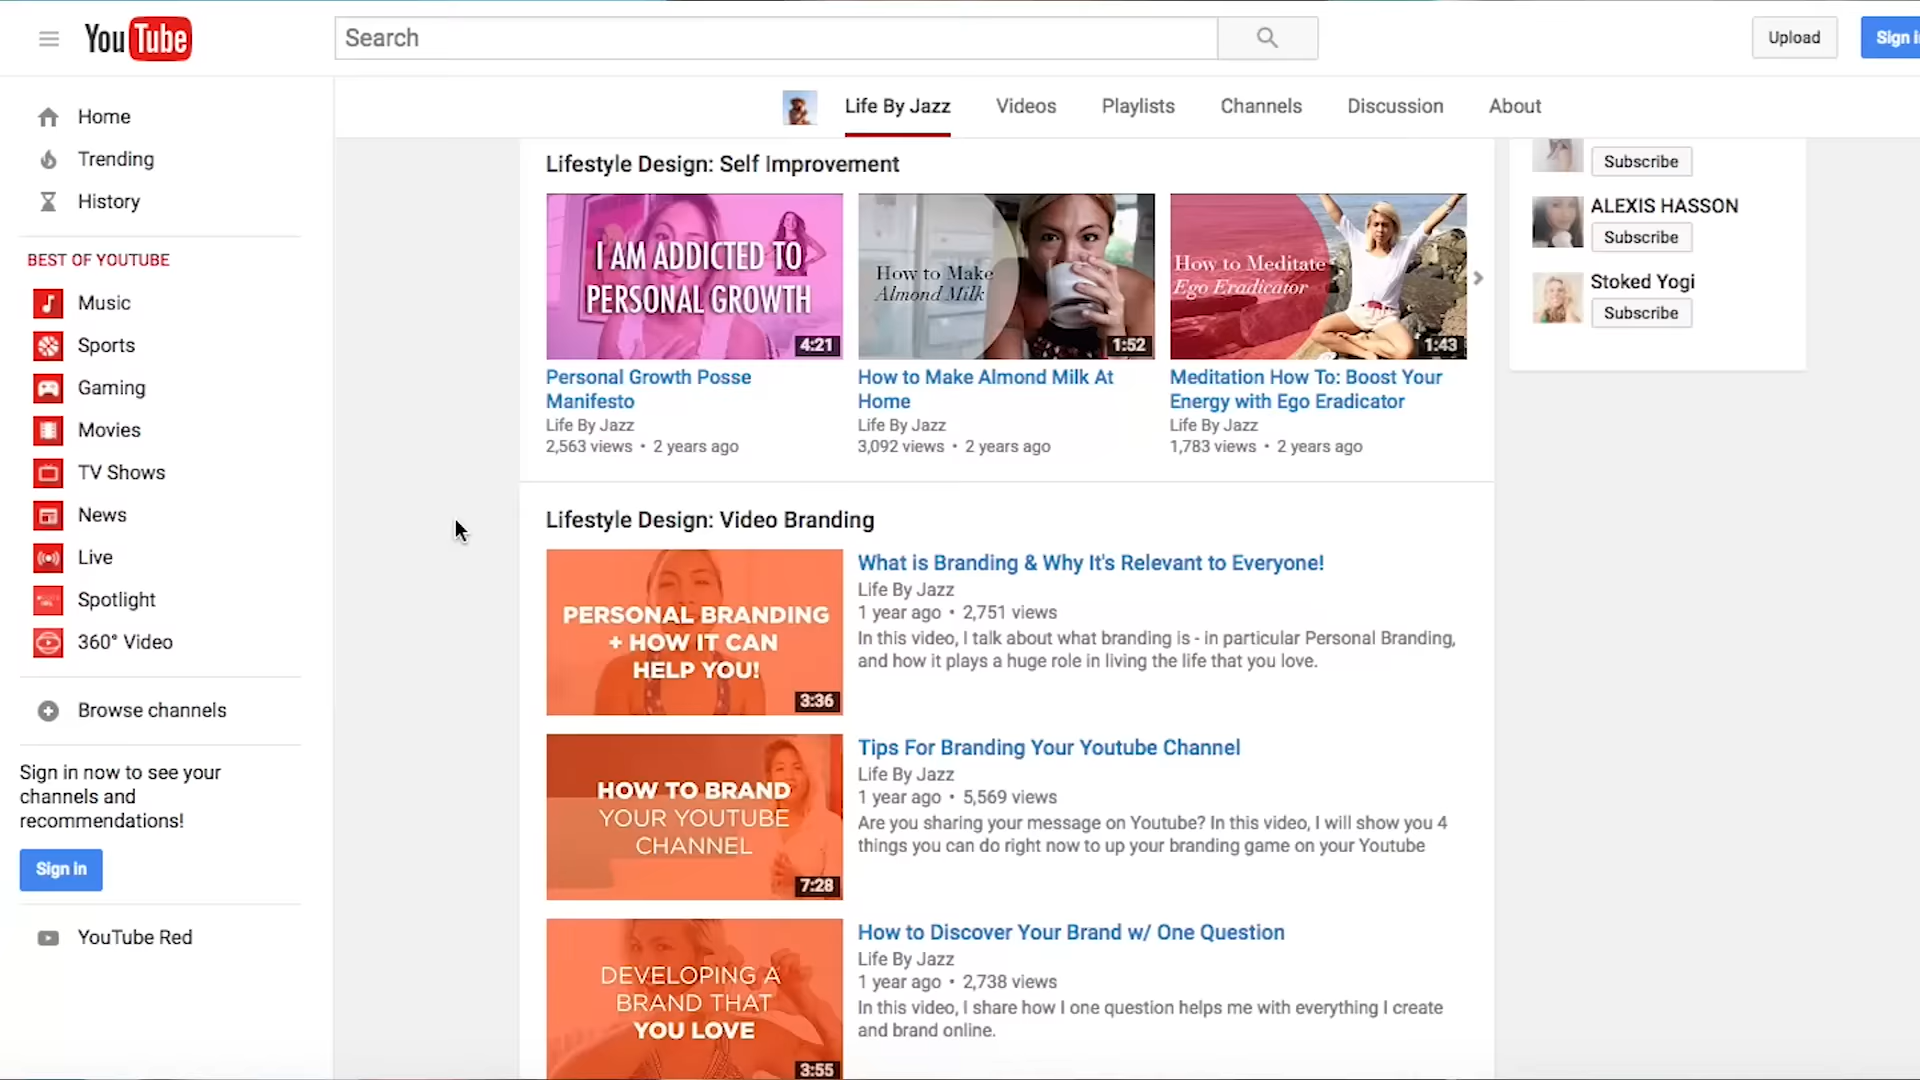 YouTube
Search
Upload
Sign i
Life By Jazz
Videos
Playlists
Channels
Discussion
About
Home
Trending
History
BEST OF YOUTUBE
Music
Sports
Gaming
Movies
TV Shows
News
Live
Spotlight
360° Video
Browse channels
Sign in now to see your
channels and
recommendations!
Sign in
YouTube Red
Lifestyle Design: Self Improvement
I AM ADDICTED TO
PERSONAL GROWTH
4:21
Personal Growth Posse
Manifesto
Life By Jazz
2,563 views • 2 years ago
How to Make
Almond Milk
1:52
How to Make Almond Milk At
Home
Life By Jazz
3,092 views • 2 years ago
How to Meditate
Ego Eradicator
1:43
Meditation How To: Boost Your
Energy with Ego Eradicator
Life By Jazz
1,783 views • 2 years ago
Lifestyle Design: Video Branding
PERSONAL BRANDING
+ HOW IT CAN
HELP YOU!
3:36
What is Branding & Why It's Relevant to Everyone!
Life By Jazz
1 year ago • 2,751 views
In this video, I talk about what branding is - in particular Personal Branding,
and how it plays a huge role in living the life that you love.
HOW TO BRAND
YOUR YOUTUBE
CHANNEL
7:28
Tips For Branding Your Youtube Channel
Life By Jazz
1 year ago • 5,569 views
Are you sharing your message on Youtube? In this video, I will show you 4
things you can do right now to up your branding game on your Youtube
DEVELOPING A
BRAND THAT
YOU LOVE
3:55
How to Discover Your Brand w/ One Question
Life By Jazz
1 year ago • 2,738 views
In this video, I share how I one question helps me with everything I create
and brand online.
Subscribe
ALEXIS HASSON
Subscribe
Stoked Yogi
Subscribe